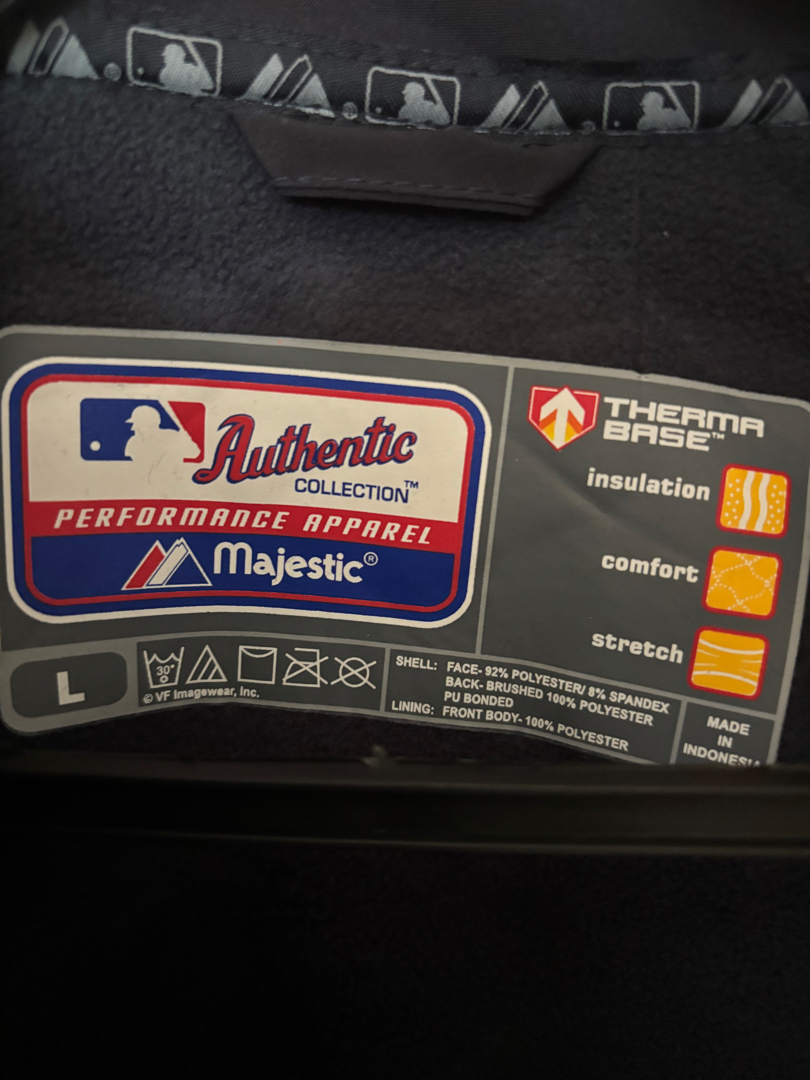 Authentic
COLLECTION™
PERFORMANCE APPAREL
Majestic®
THERMA
BASE™
insulation
comfort
stretch
L
30°
© VF Imagewear, Inc.
SHELL: FACE- 92% POLYESTER/ 8% SPANDEX
BACK- BRUSHED 100% POLYESTER
PU BONDED
LINING: FRONT BODY- 100% POLYESTER
MADE
IN
INDONESIA